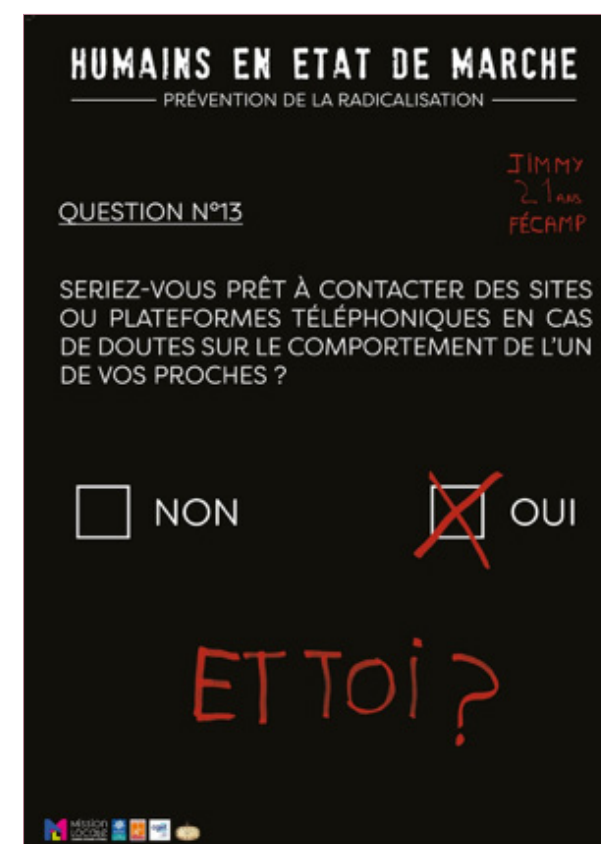 HUMAINS EN ETAT DE MARCHE
PRÉVENTION DE LA RADICALISATION
JIMMY
21 ANS
FÉCAMP
QUESTION N°13
SERIEZ-VOUS PRÊT À CONTACTER DES SITES
OU PLATEFORMES TÉLÉPHONIQUES EN CAS
DE DOUTES SUR LE COMPORTEMENT DE L'UN
DE VOS PROCHES ?
NON
OUI
ET TOi ?
MISSION
LOCALE